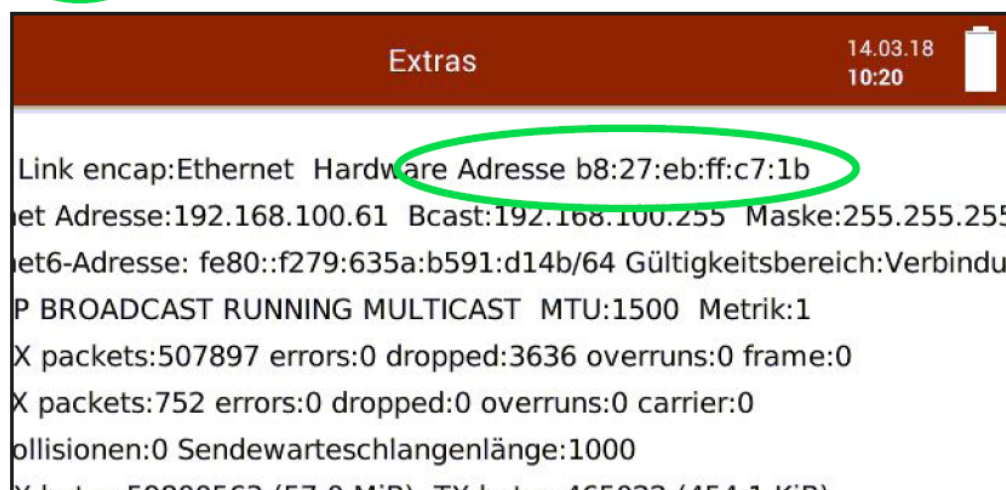 Extras
14.03.18
10:20
Link encap:Ethernet Hardware Adresse b8:27:eb:ff:c7:1b
et Adresse:192.168.100.61 Bcast:192.168.100.255 Maske:255.255.255
et6-Adresse: fe80::f279:635a:b591:d14b/64 Gültigkeitsbereich:Verbindu
P BROADCAST RUNNING MULTICAST MTU:1500 Metrik:1
X packets:507897 errors:0 dropped:3636 overruns:0 frame:0
X packets:752 errors:0 dropped:0 overruns:0 carrier:0
ollisionen:0 Sendewarteschlangenlänge:1000